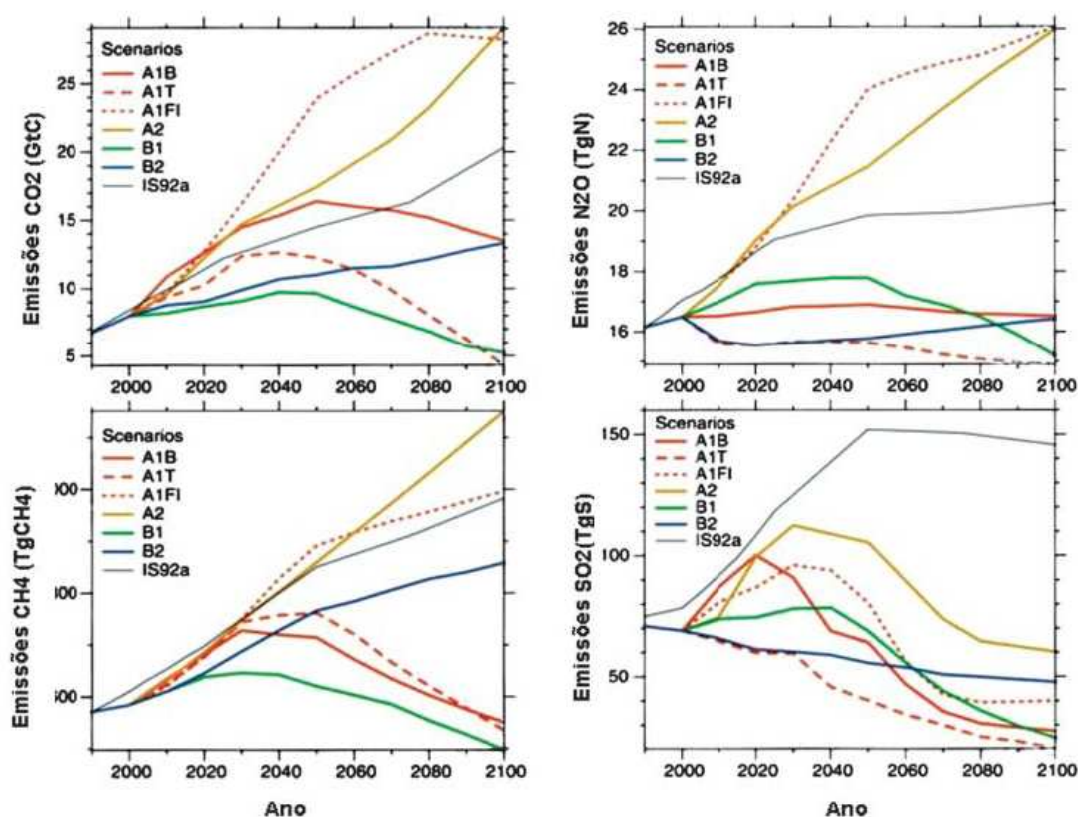 Scenarios
A1B
A1T
A1FI
A2
B1
B2
IS92a
Emissões CO2 (GtC)
25
20
15
10
5
2000 2020 2040 2060 2080 2100
Scenarios
A1B
A1T
A1FI
A2
B1
B2
IS92a
Emissões N2O (TgN)
26
24
22
20
18
16
2000 2020 2040 2060 2080 2100
Scenarios
A1B
A1T
A1FI
A2
B1
B2
IS92a
Emissões CH4 (TgCH4)
2000 2020 2040 2060 2080 2100
Ano
Scenarios
A1B
A1T
A1FI
A2
B1
B2
IS92a
Emissões SO2(TgS)
150
100
50
2000 2020 2040 2060 2080 2100
Ano